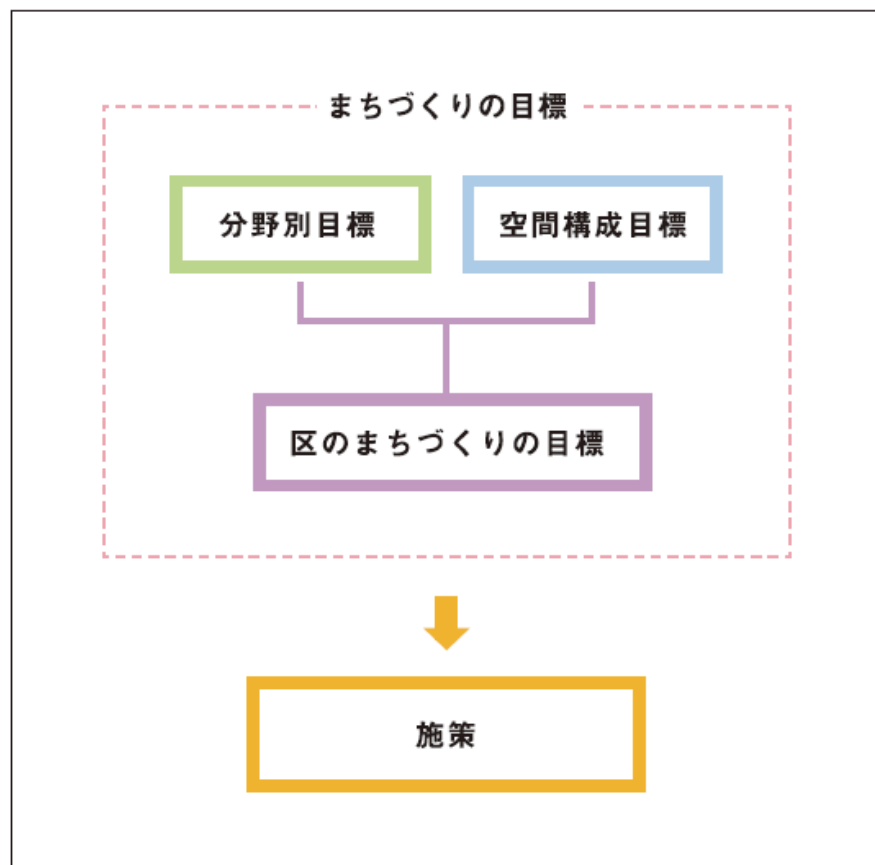 まちづくりの目標
分野別目標
空間構成目標
区のまちづくりの目標
施策